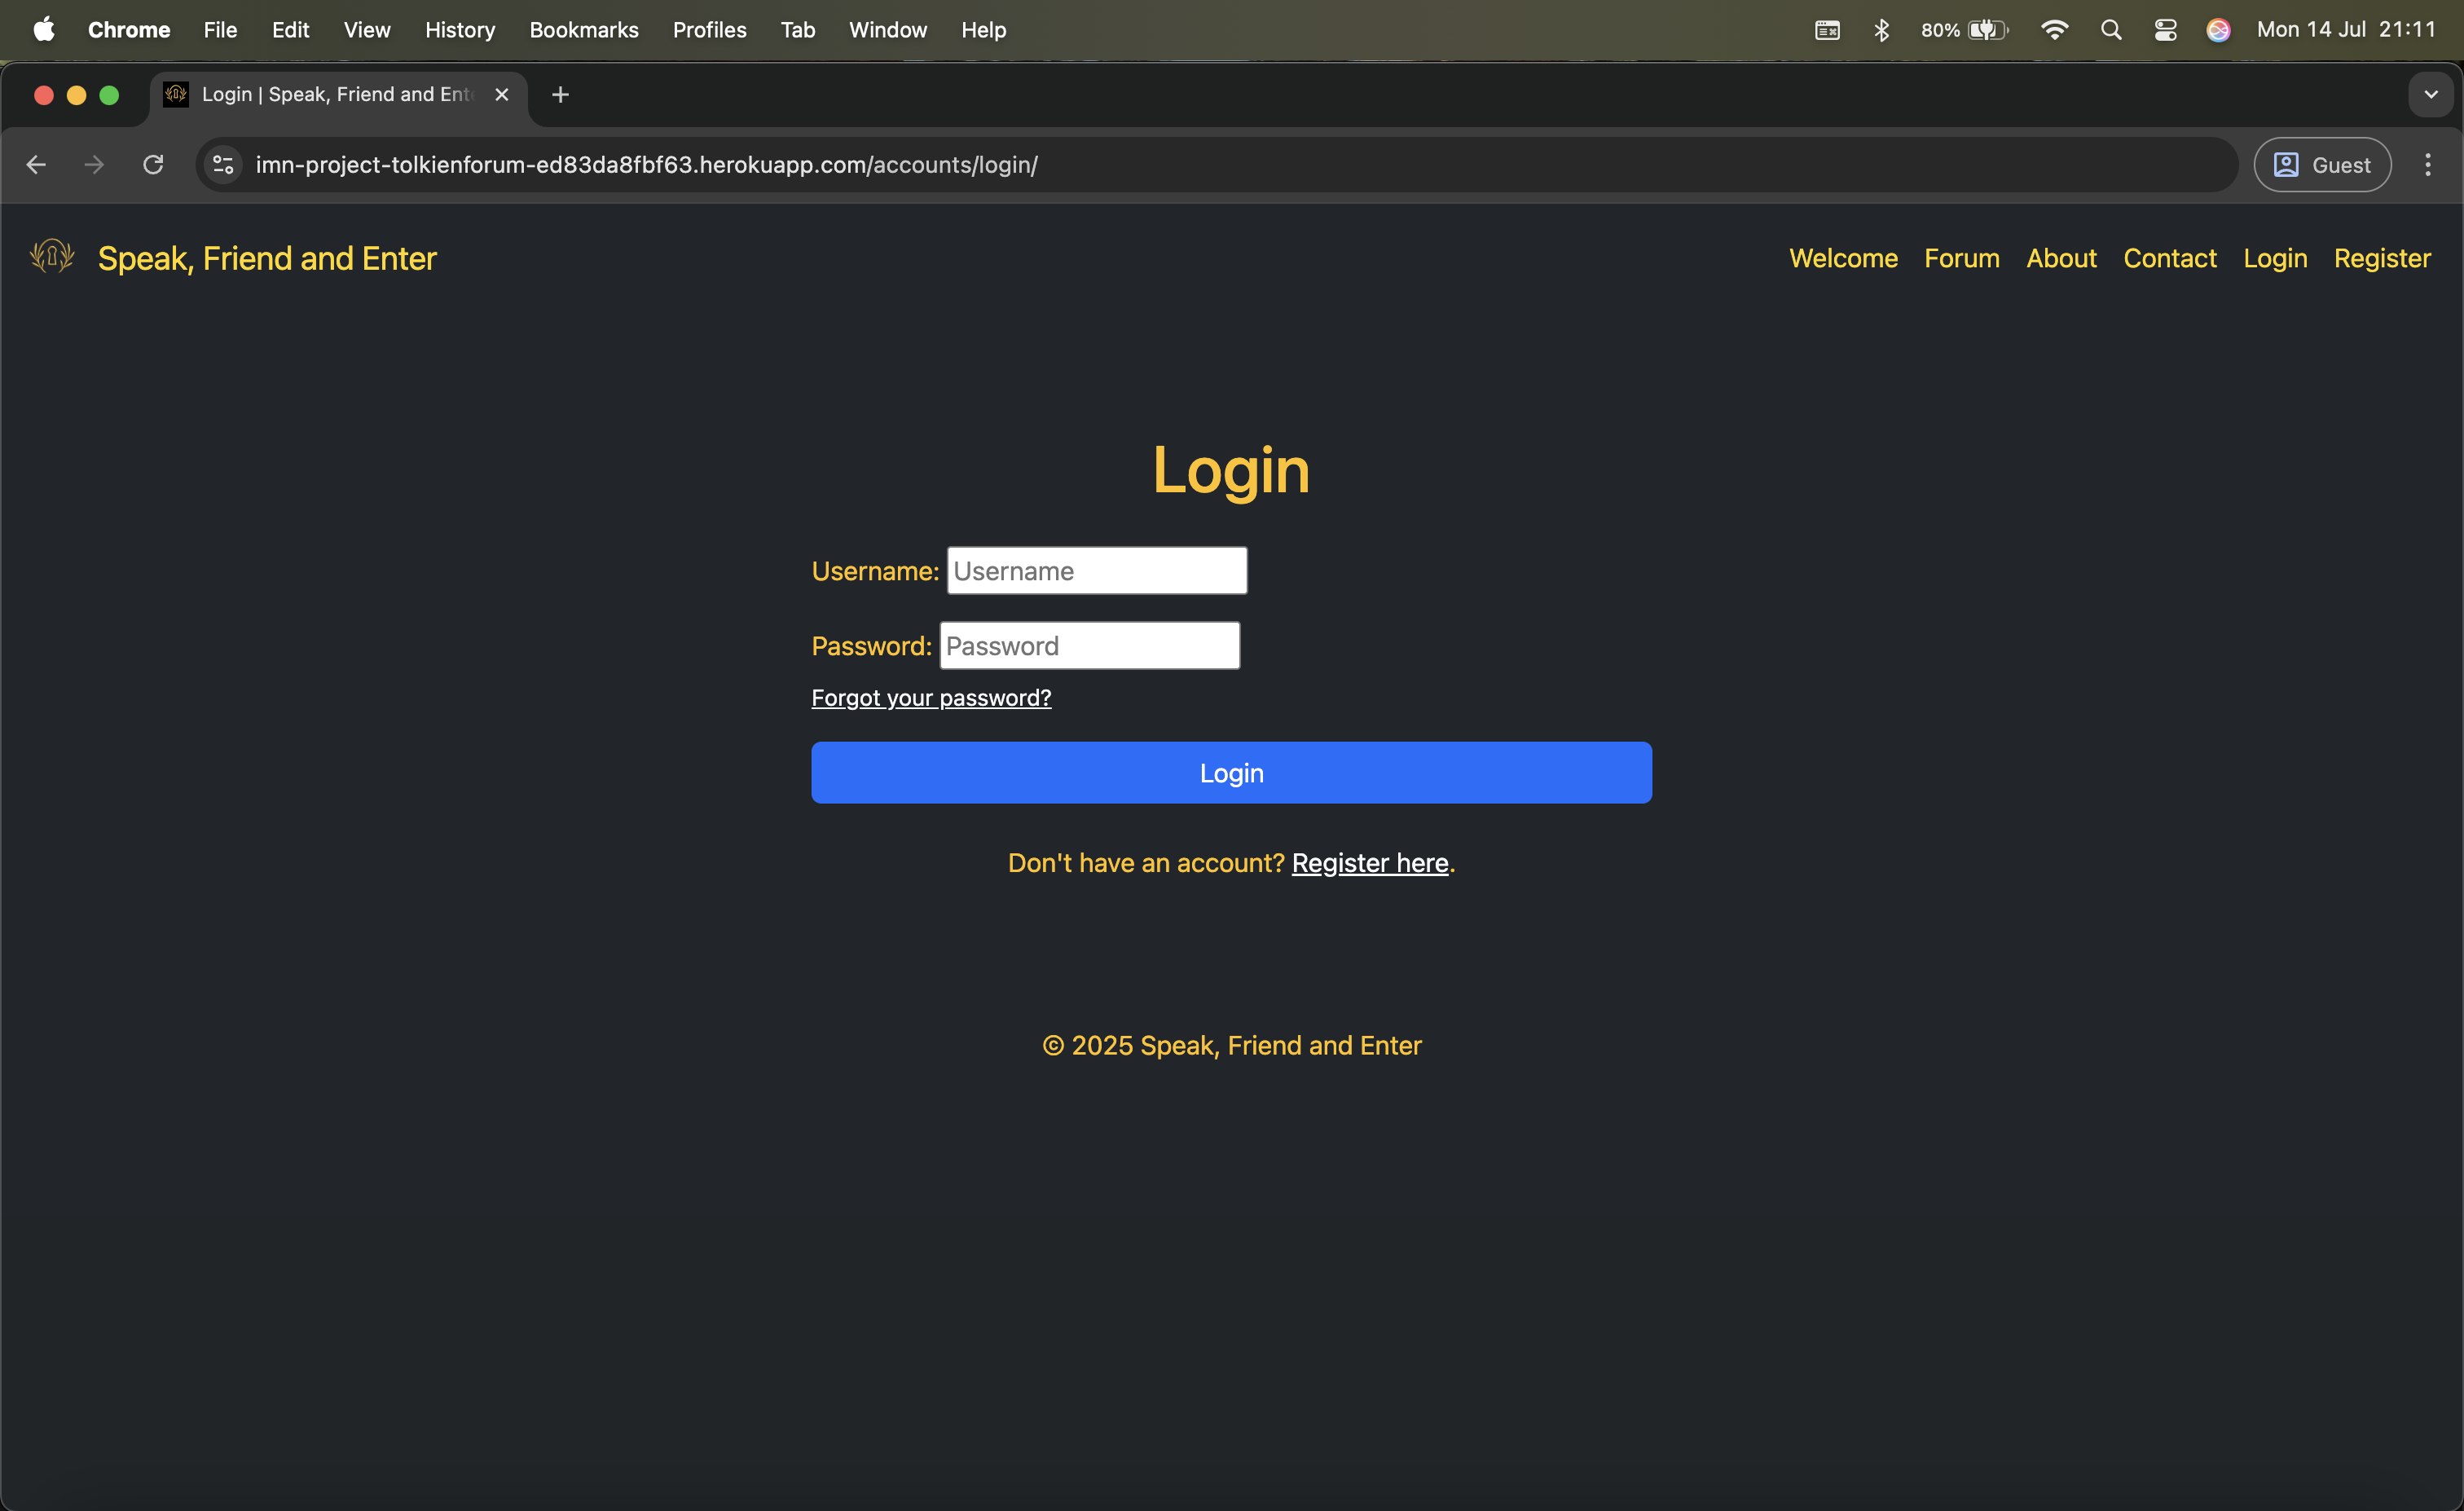 Chrome File Edit View History Bookmarks Profiles Tab Window Help 80% Mon 14 Jul 21:11
Login | Speak, Friend and Ent
imn-project-tolkienforum-ed83da8fbf63.herokuapp.com/accounts/login/ Guest
Speak, Friend and Enter Welcome Forum About Contact Login Register
Login
Username: Username
Password: Password
Forgot your password?
Login
Don't have an account? Register here.
© 2025 Speak, Friend and Enter